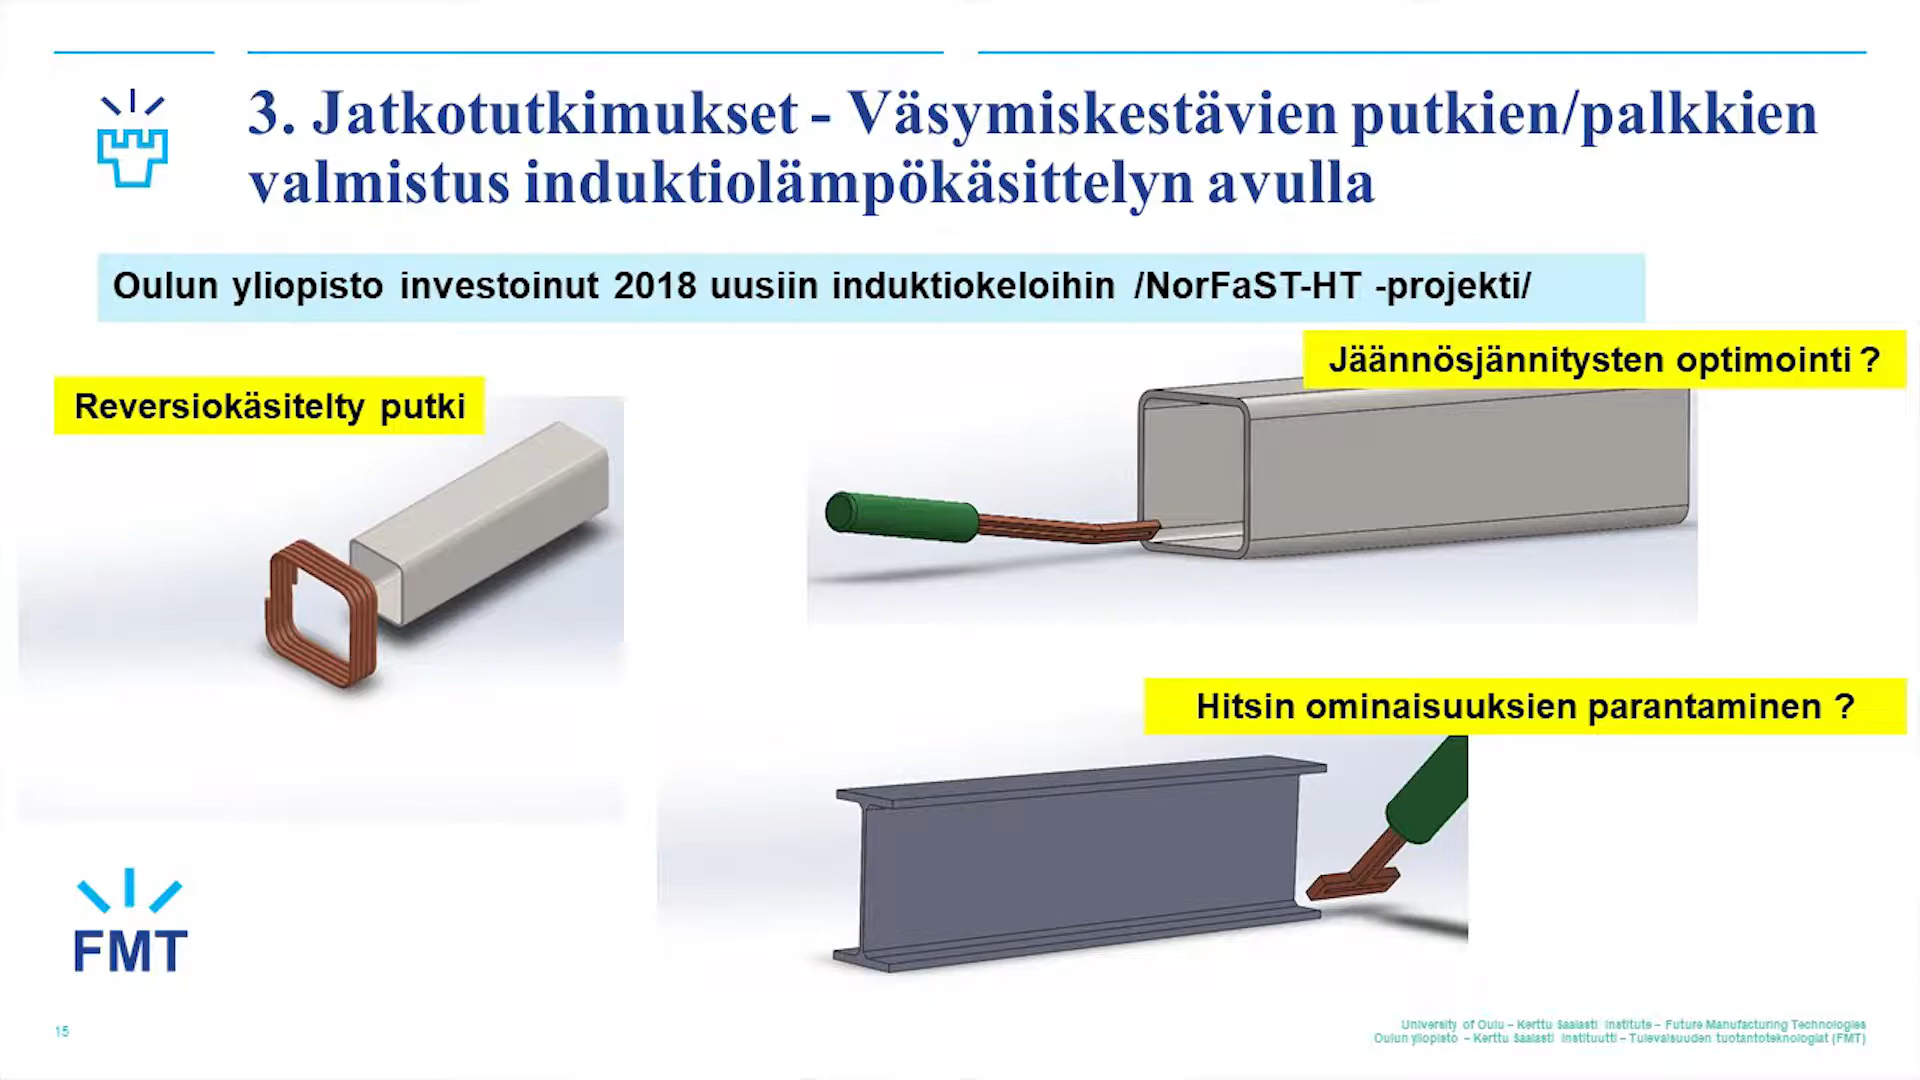 3. Jatkotutkimukset - Väsymiskestävien putkien/palkkien
valmistus induktiolämpökäsittelyn avulla
Oulun yliopisto investoinut 2018 uusiin induktiokeloihin /NorFaST-HT -projekti/
Jäännösjännitysten optimointi ?
Reversiokäsitelty putki
Hitsin ominaisuuksien parantaminen ?
FMT
15
University of Oulu – Kerttu Saalasti Institute – Future Manufacturing Technologies
Oulun yliopisto – Kerttu Saalasti Instituutti – Tulevaisuuden tuotantoteknologiat (FMT)